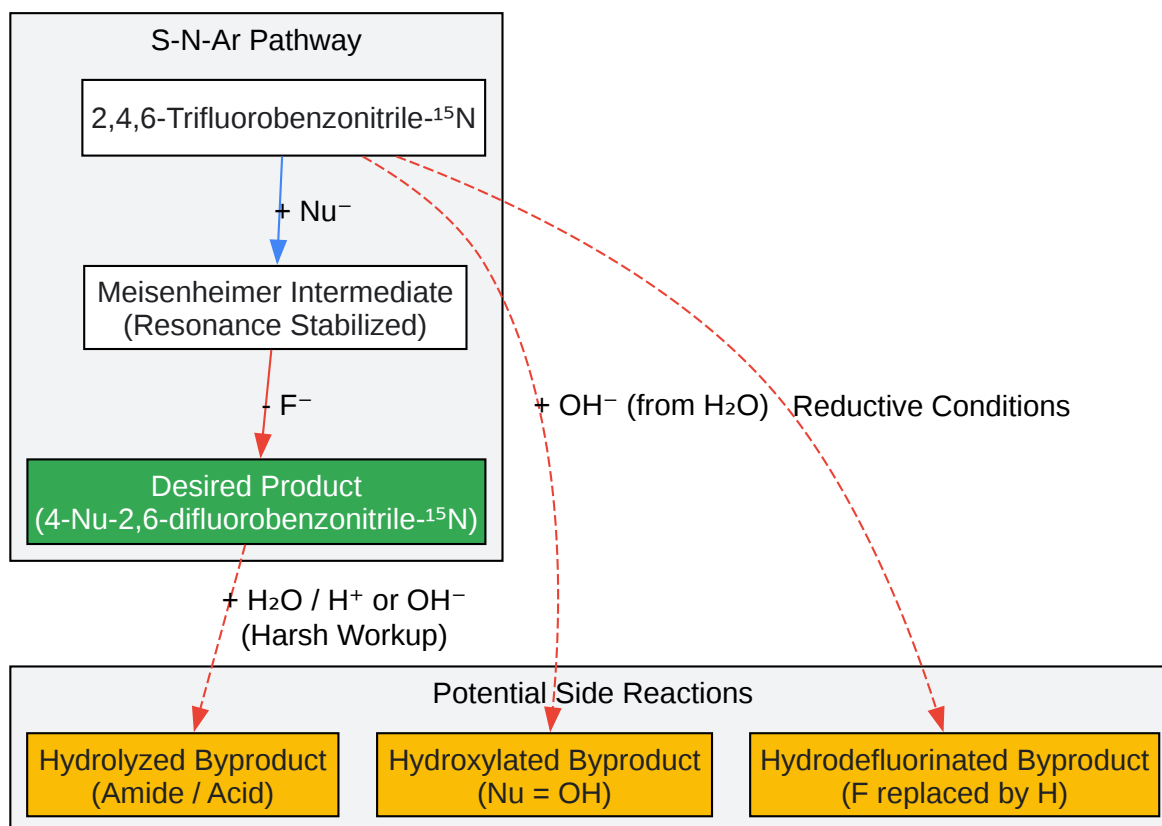 S-N-Ar Pathway
2,4,6-Trifluorobenzonitrile-¹⁵N
+ Nu⁻
Meisenheimer Intermediate
(Resonance Stabilized)
- F⁻
+ OH⁻ (from H₂O)
Reductive Conditions
Desired Product
(4-Nu-2,6-difluorobenzonitrile-¹⁵N)
+ H₂O / H⁺ or OH⁻
(Harsh Workup)
Potential Side Reactions
Hydrolyzed Byproduct
(Amide / Acid)
Hydroxylated Byproduct
(Nu = OH)
Hydrodefluorinated Byproduct
(F replaced by H)